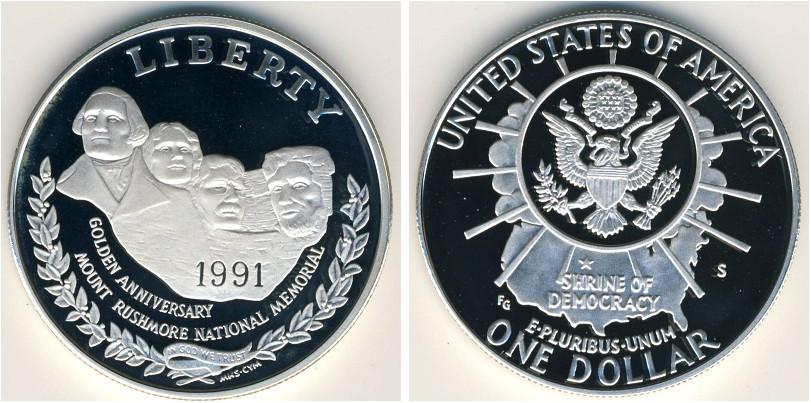 LIBERTY
GOLDEN ANNIVERSARY
MOUNT RUSHMORE NATIONAL MEMORIAL
1991
IN GOD WE TRUST
MHS-CYM
UNITED STATES OF AMERICA
S
SHRINE OF
DEMOCRACY
FG
E·PLURIBUS·UNUM
ONE DOLLAR